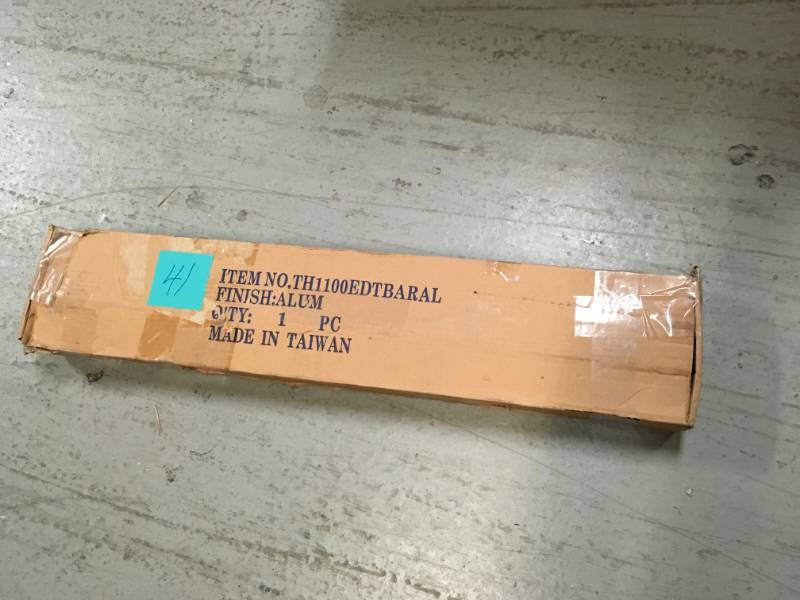 41
ITEM NO.TH1100EDTBARAL
FINISH:ALUM
QTY: 1 PC
MADE IN TAIWAN